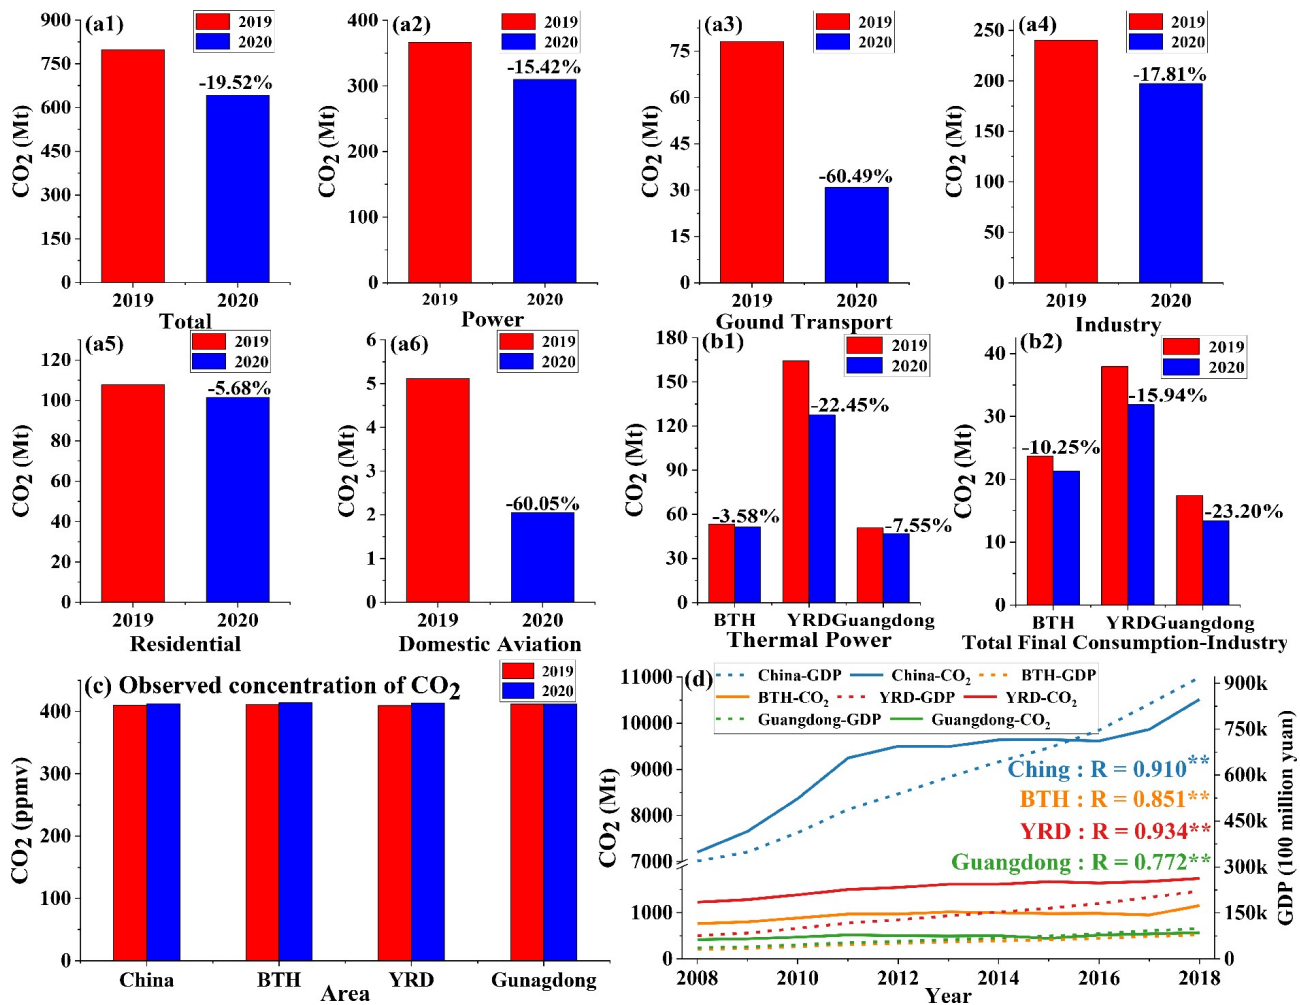 (a1)
2019
2020
CO2 (Mt)
900
750
600
450
300
150
0
-19.52%
2019 2020
Total
(a2)
2019
2020
CO2 (Mt)
400
300
200
100
0
-15.42%
2019 2020
Power
(a3)
2019
2020
CO2 (Mt)
75
60
45
30
15
0
-60.49%
2019 2020
Gound Transport
(a4)
2019
2020
CO2 (Mt)
250
200
150
100
50
0
-17.81%
2019 2020
Industry
(a5)
2019
2020
CO2 (Mt)
120
100
80
60
40
20
0
-5.68%
2019 2020
Residential
(a6)
2019
2020
CO2 (Mt)
6
5
4
3
2
1
0
-60.05%
2019 2020
Domestic Aviation
(b1)
2019
2020
CO2 (Mt)
180
150
120
90
60
30
0
-3.58%
-22.45%
-7.55%
BTH YRD Guangdong
Thermal Power
(b2)
2019
2020
CO2 (Mt)
40
30
20
10
0
-10.25%
-15.94%
-23.20%
BTH YRD Guangdong
Total Final Consumption-Industry
(c) Observed concentration of CO2
2019
2020
CO2 (ppmv)
400
300
200
100
0
China BTH YRD Gunagdong
Area
(d)
China-GDP China-CO2 BTH-GDP
BTH-CO2 YRD-GDP YRD-CO2
Guangdong-GDP Guangdong-CO2
CO2 (Mt)
11000
10000
9000
8000
7000
1000
0
Ching : R = 0.910**
BTH : R = 0.851**
YRD : R = 0.934**
Guangdong : R = 0.772**
900k
750k
600k
450k
300k
150k
0
GDP (100 million yuan)
2008 2010 2012 2014 2016 2018
Year